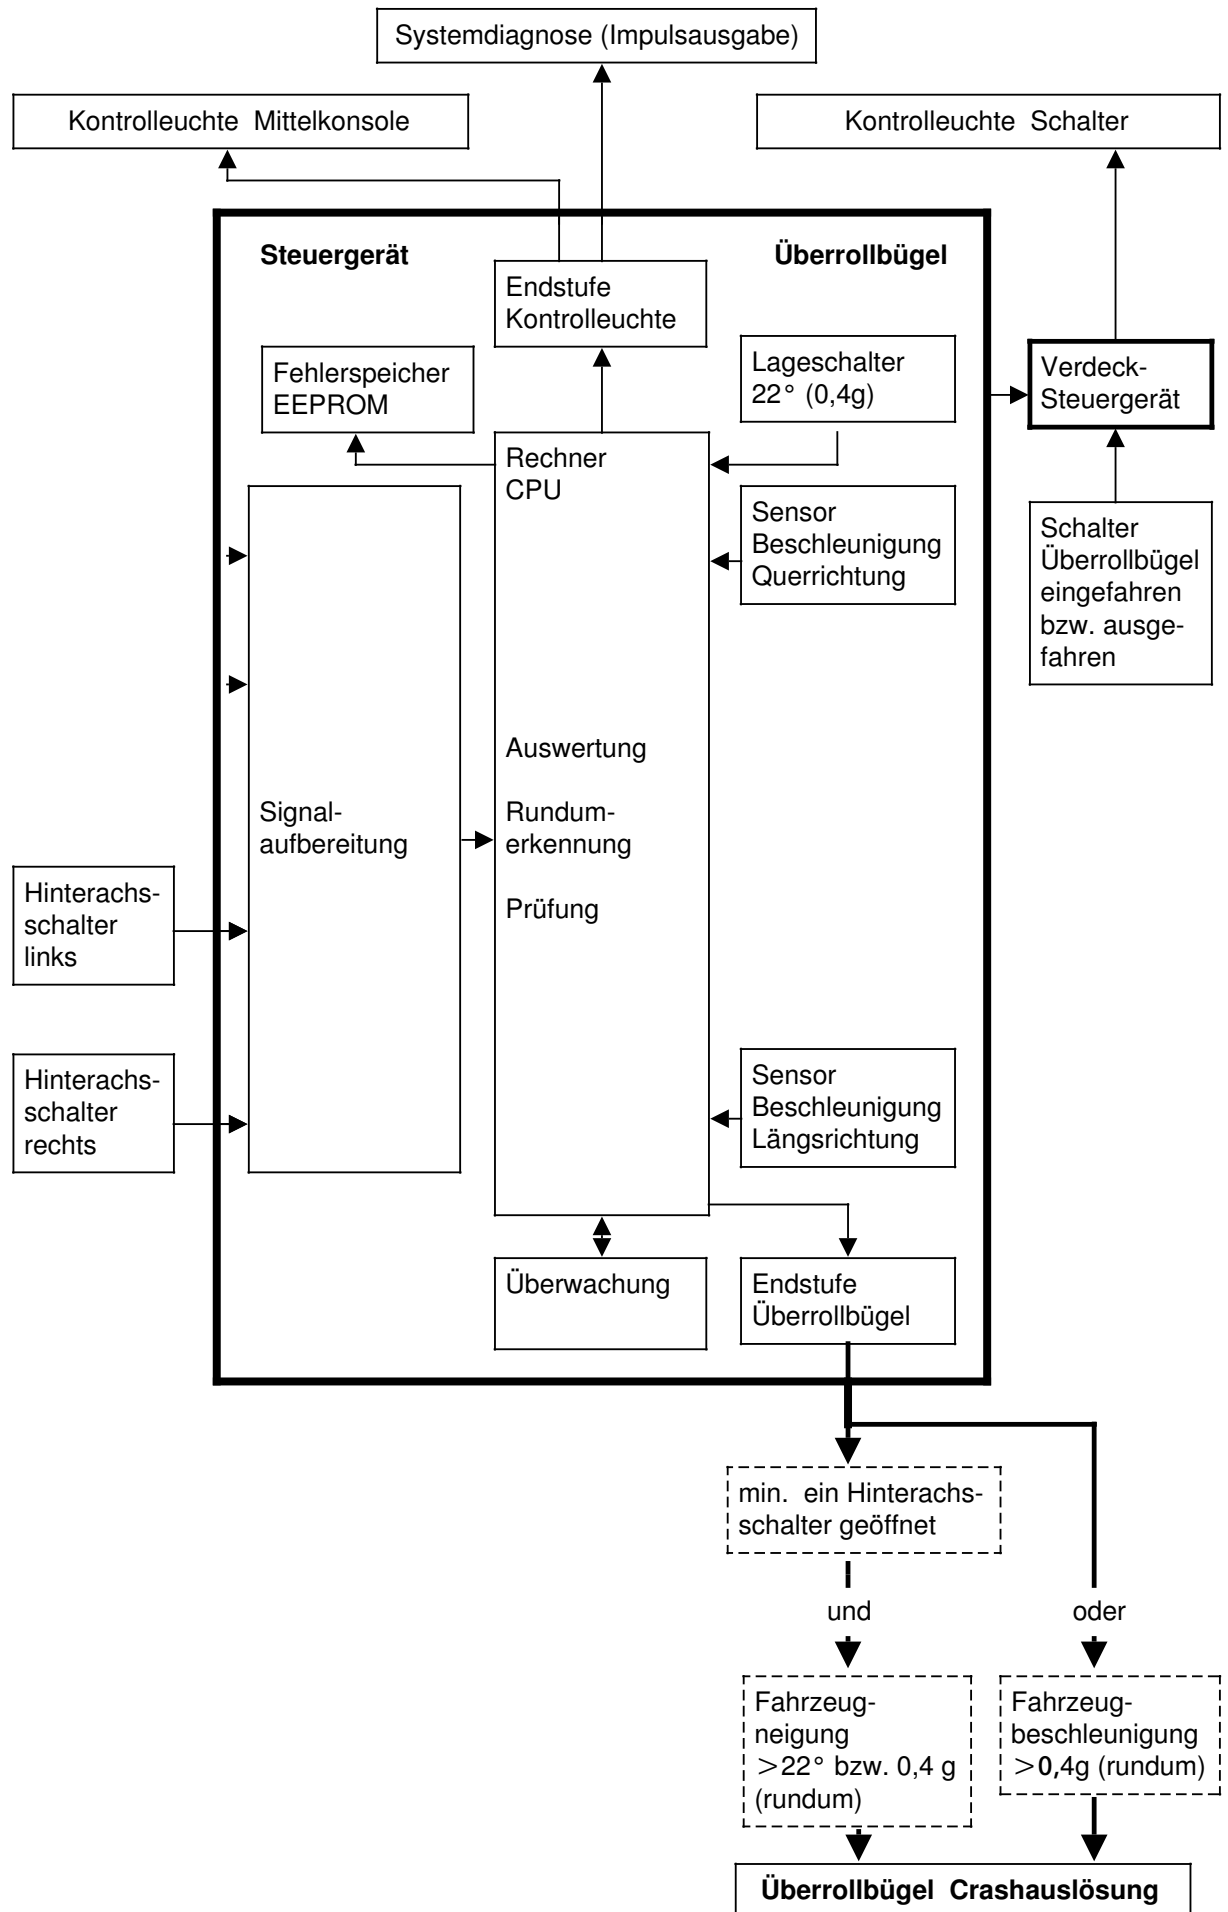 Systemdiagnose (Impulsausgabe)
Kontrolleuchte Mittelkonsole
Kontrolleuchte Schalter
Steuergerät
Überrollbügel
Endstufe
Kontrolleuchte
Fehlerspeicher
EEPROM
Lageschalter
22° (0,4g)
Verdeck-
Steuergerät
Rechner
CPU
Sensor
Beschleunigung
Querrichtung
Schalter
Überrollbügel
eingefahren
bzw. ausge-
fahren
Auswertung
Signal-
aufbereitung
Rundum-
erkennung
Prüfung
Hinterachs-
schalter
links
Hinterachs-
schalter
rechts
Sensor
Beschleunigung
Längsrichtung
Überwachung
Endstufe
Überrollbügel
min. ein Hinterachs-
schalter geöffnet
und
oder
Fahrzeug-
neigung
>22° bzw. 0,4 g
(rundum)
Fahrzeug-
beschleunigung
>0,4g (rundum)
Überrollbügel Crashauslösung